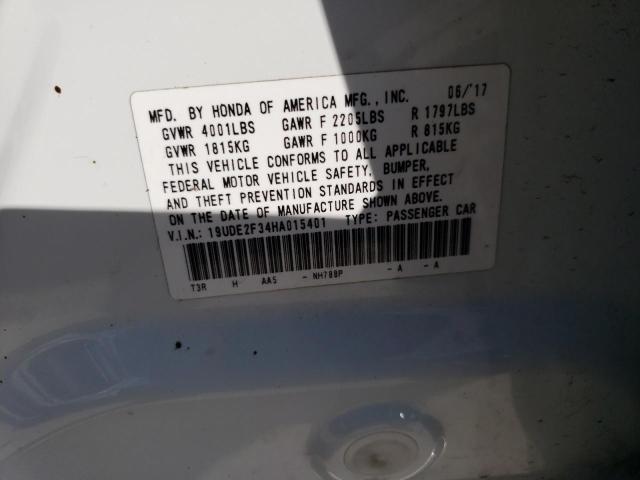 MFD. BY HONDA OF AMERICA MFG., INC. 06/'17
GVWR 4001LBS GAWR F 2205LBS R 1797LBS
GVWR 1815KG GAWR F 1000KG R 815KG
THIS VEHICLE CONFORMS TO ALL APPLICABLE
FEDERAL MOTOR VEHICLE SAFETY, BUMPER,
AND THEFT PREVENTION STANDARDS IN EFFECT
ON THE DATE OF MANUFACTURE SHOWN ABOVE.
V.I.N.: 19UDE2F34HA015401 TYPE: PASSENGER CAR
T3R H AA5 - NH788P - A - A